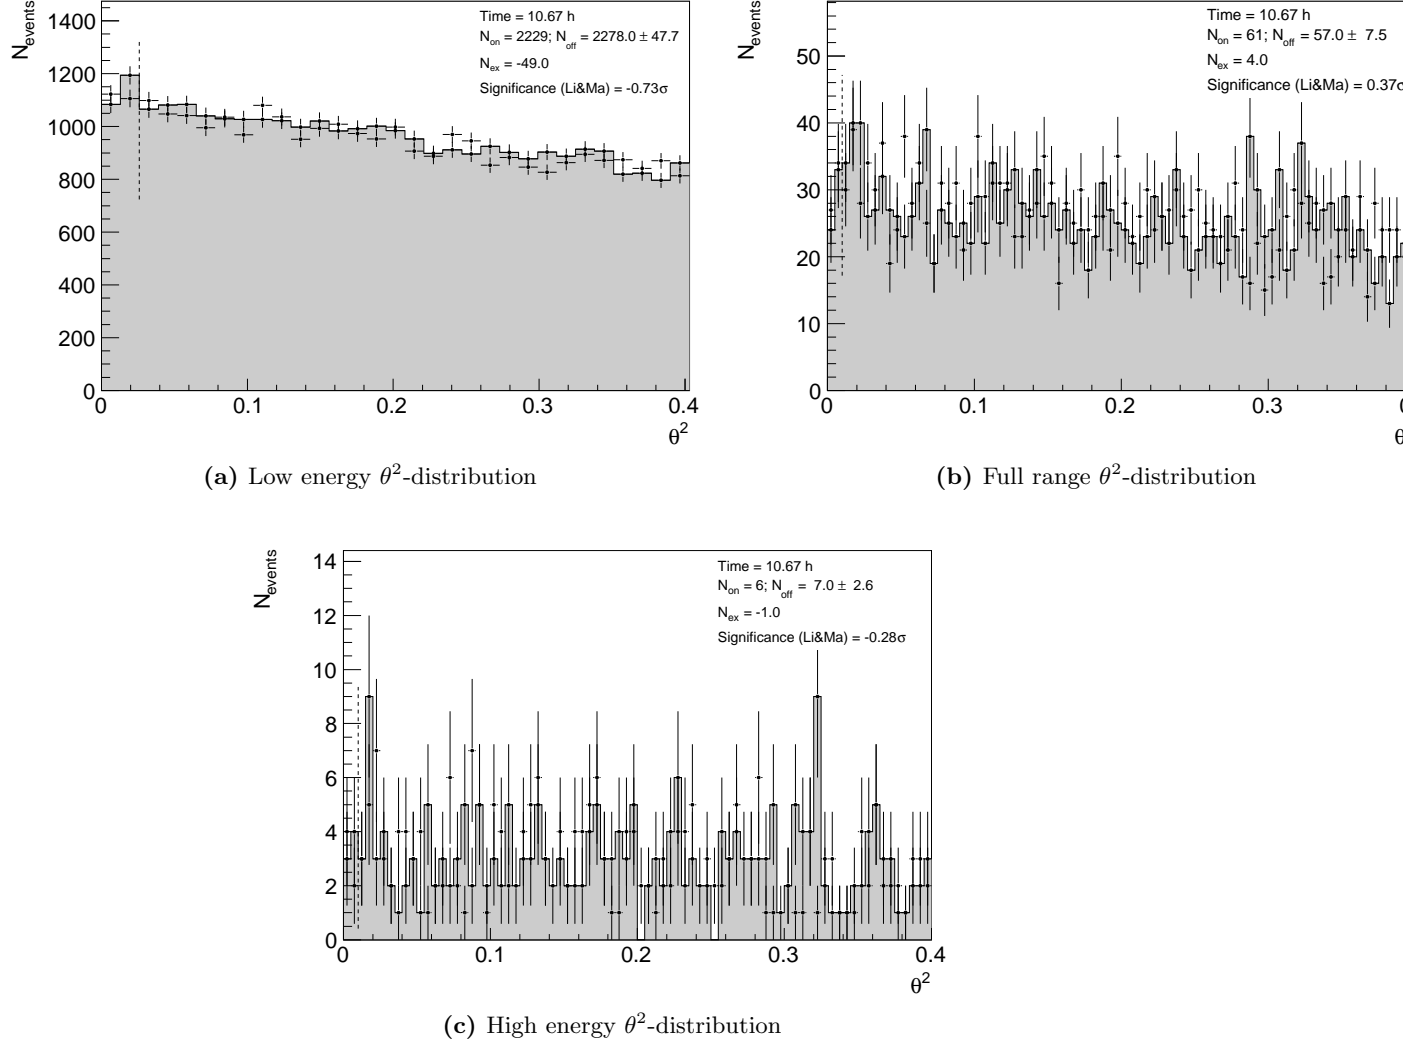 N_events
1400
1200
1000
800
600
400
200
0
Time = 10.67 h
N_on = 2229; N_off = 2278.0 ± 47.7
N_ex = -49.0
Significance (Li&Ma) = -0.73σ
0 0.1 0.2 0.3 0.4
θ²
(a) Low energy θ²-distribution
N_events
50
40
30
20
10
0
Time = 10.67 h
N_on = 61; N_off = 57.0 ± 7.5
N_ex = 4.0
Significance (Li&Ma) = 0.37σ
0 0.1 0.2 0.3
θ
(b) Full range θ²-distribution
N_events
14
12
10
8
6
4
2
0
Time = 10.67 h
N_on = 6; N_off = 7.0 ± 2.6
N_ex = -1.0
Significance (Li&Ma) = -0.28σ
0 0.1 0.2 0.3 0.4
θ²
(c) High energy θ²-distribution